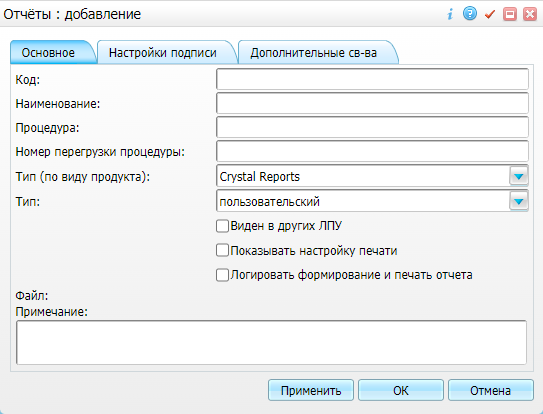 Отчёты : добавление
Основное
Настройки подписи
Дополнительные св-ва
Код:
Наименование:
Процедура:
Номер перегрузки процедуры:
Тип (по виду продукта):
Crystal Reports
Тип:
пользовательский
Виден в других ЛПУ
Показывать настройку печати
Логировать формирование и печать отчета
Файл:
Примечание:
Применить
ОК
Отмена